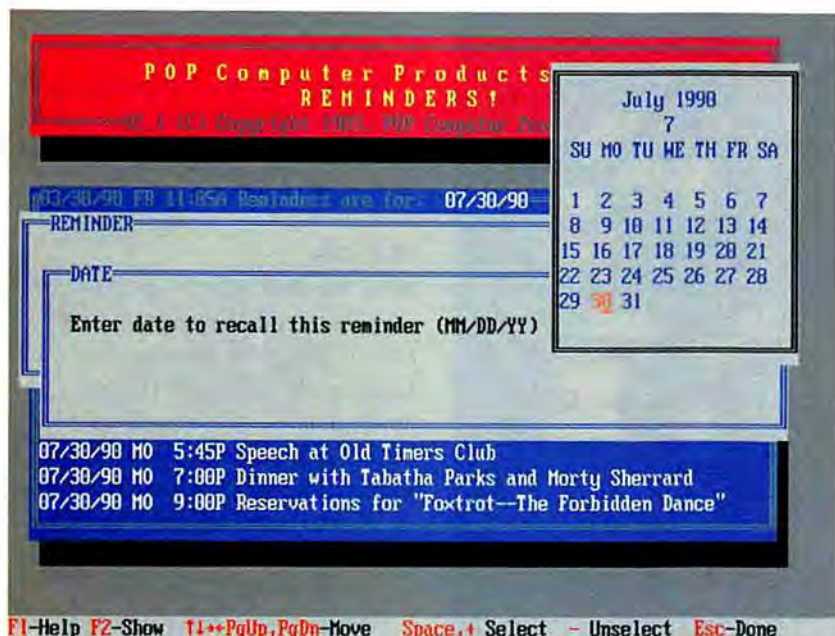 POP Computer Products
REMINDERS!
(C) Copyright 1989, POP Computer
July 1990
7
SU MO TU WE TH FR SA
1 2 3 4 5 6 7
8 9 10 11 12 13 14
15 16 17 18 19 20 21
22 23 24 25 26 27 28
29 30 31
03/30/90 FR 11:05A Reminders are for: 07/30/90
REMINDER
DATE
Enter date to recall this reminder (MM/DD/YY)
07/30/90 MO 5:45P Speech at Old Timers Club
07/30/90 MO 7:00P Dinner with Tabatha Parks and Morty Sherrard
07/30/90 MO 9:00P Reservations for "Foxtrot--The Forbidden Dance"
F1-Help F2-Show ↑↓→←PgUp,PgDn-Move Space,+ Select - Unselect Esc-Done